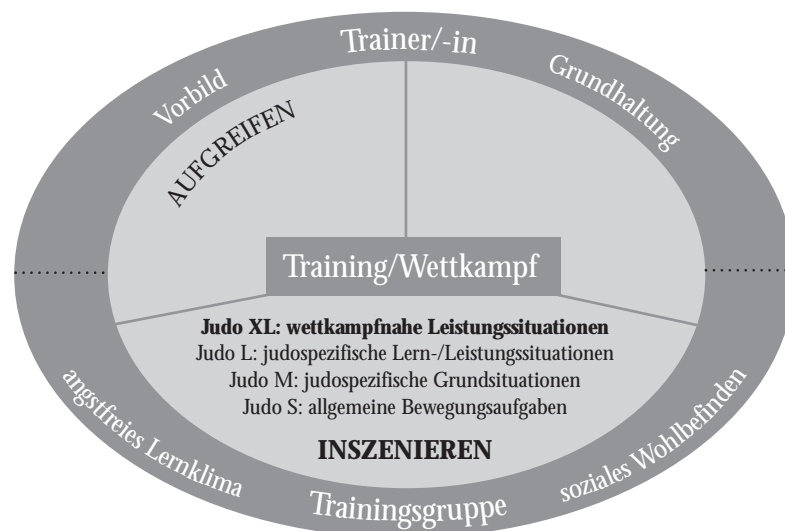 Trainer/-in
Vorbild
Grundhaltung
AUFGREIFEN
Training/Wettkampf
Judo XL: wettkampfnahe Leistungssituationen
Judo L: judospezifische Lern-/Leistungssituationen
Judo M: judospezifische Grundsituationen
Judo S: allgemeine Bewegungsaufgaben
INSZENIEREN
angstfreies Lernklima
Trainingsgruppe
soziales Wohlbefinden